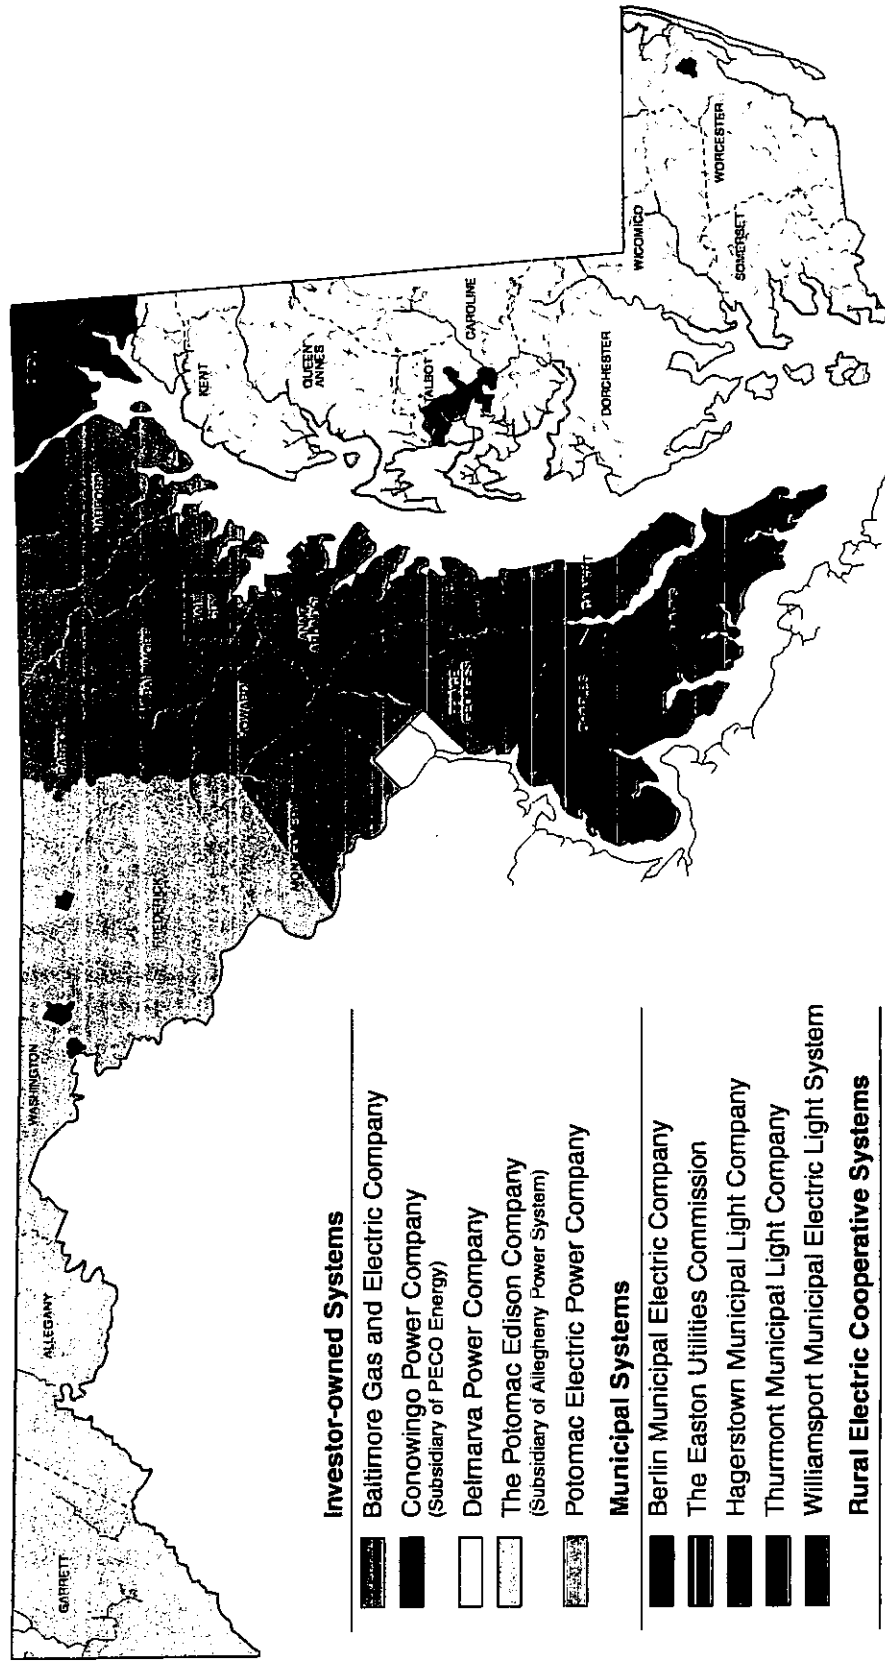 GARRETT
ALLEGANY
WASHINGTON
FREDERICK
KENT
QUEEN
ANNES
TALBOT
CAROLINE
DORCHESTER
WICOMICO
SOMERSET
WORCESTER
Investor-owned Systems
Baltimore Gas and Electric Company
Conowingo Power Company
(Subsidiary of PECO Energy)
Delmarva Power Company
The Potomac Edison Company
(Subsidiary of Allegheny Power System)
Potomac Electric Power Company
Municipal Systems
Berlin Municipal Electric Company
The Easton Utilities Commission
Hagerstown Municipal Light Company
Thurmont Municipal Light Company
Williamsport Municipal Electric Light System
Rural Electric Cooperative Systems